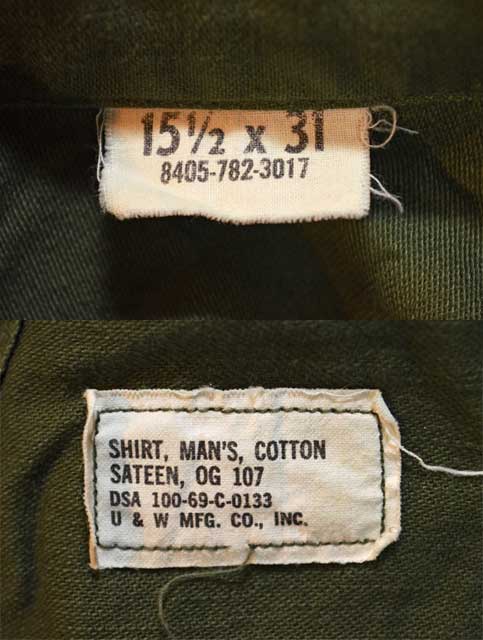 15½ x 31
8405-782-3017
SHIRT, MAN'S, COTTON
SATEEN, OG 107
DSA 100-69-C-0133
U & W MFG. CO., INC.